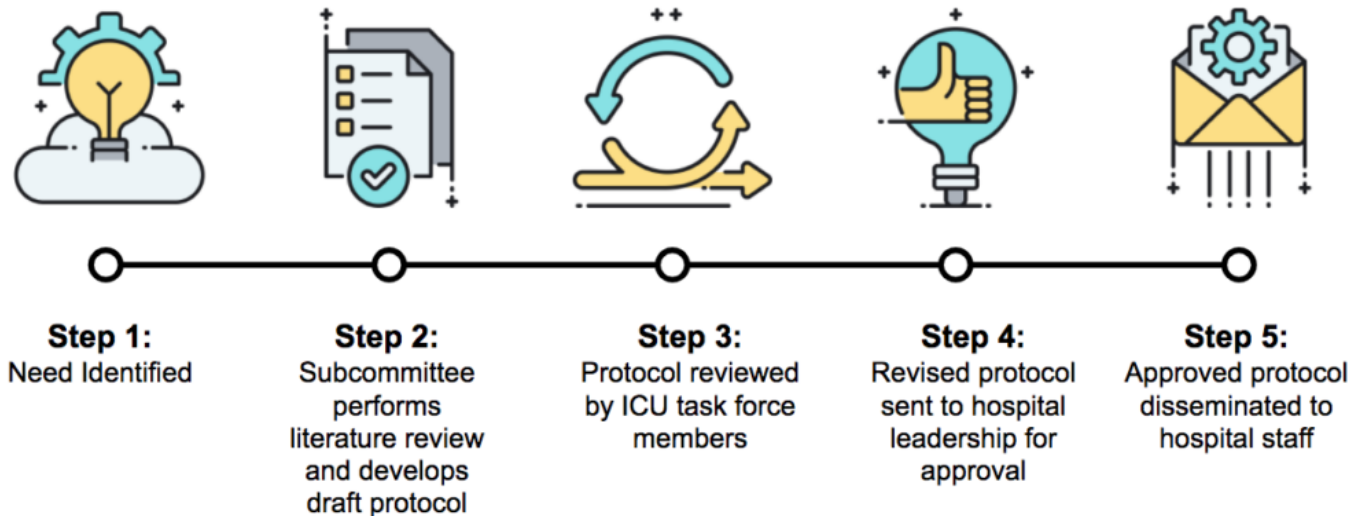 Step 1:
Need Identified
Step 2:
Subcommittee
performs
literature review
and develops
draft protocol
Step 3:
Protocol reviewed
by ICU task force
members
Step 4:
Revised protocol
sent to hospital
leadership for
approval
Step 5:
Approved protocol
disseminated to
hospital staff